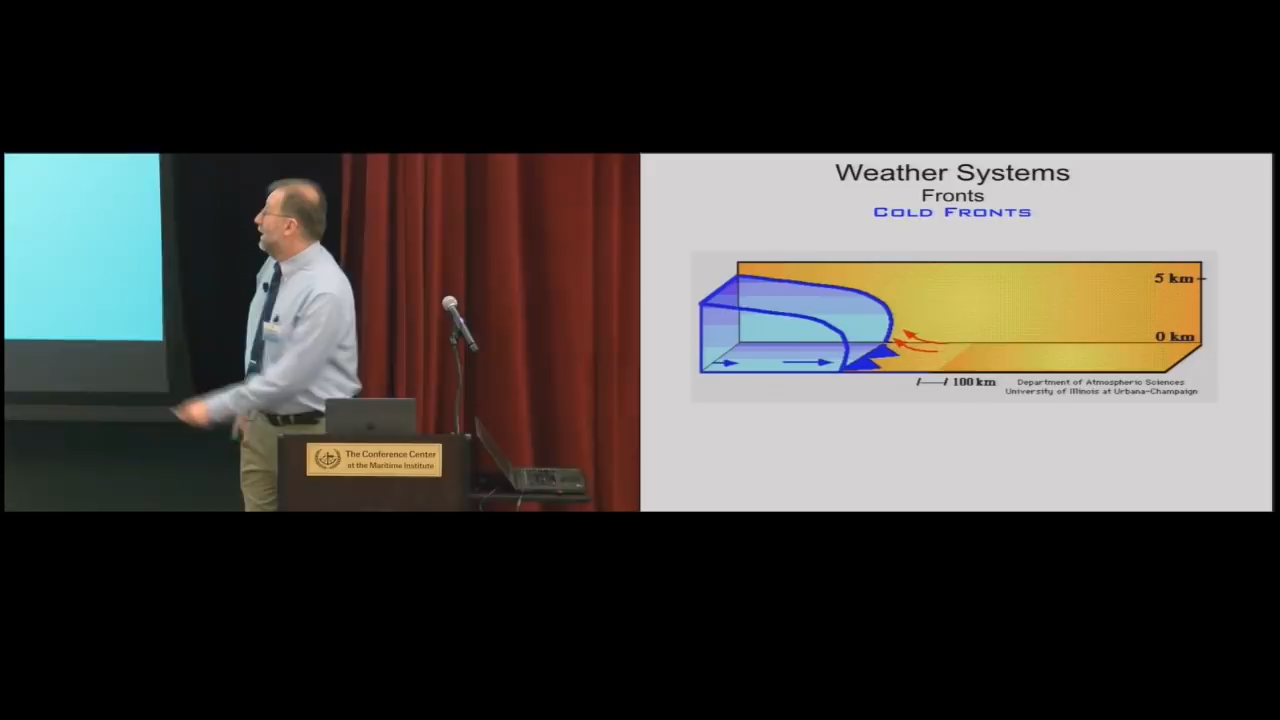 The Conference Center
at the Maritime Institute
Weather Systems
Fronts
COLD FRONTS
5 km
0 km
100 km
Department of Atmospheric Sciences
University of Illinois at Urbana-Champaign